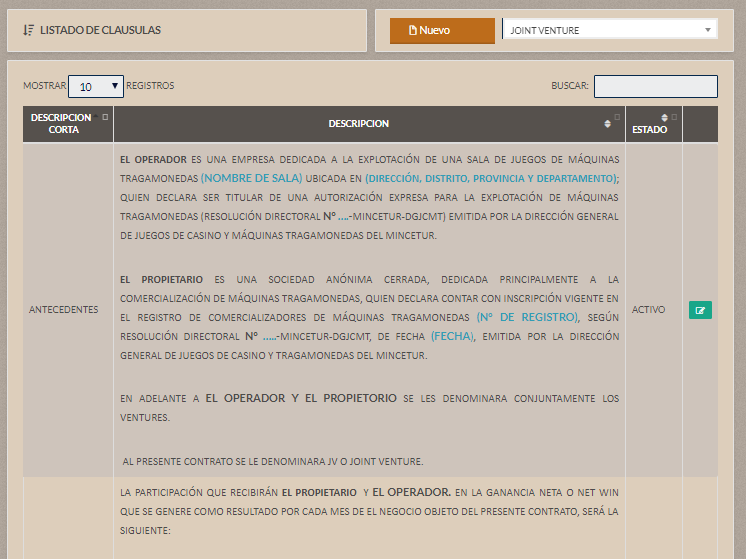 LISTADO DE CLAUSULAS
Nuevo
JOINT VENTURE
MOSTRAR 10 REGISTROS
BUSCAR:
DESCRIPCION CORTA
DESCRIPCION
ESTADO
ANTECEDENTES
EL OPERADOR ES UNA EMPRESA DEDICADA A LA EXPLOTACIÓN DE UNA SALA DE JUEGOS DE MÁQUINAS
TRAGAMONEDAS (NOMBRE DE SALA) UBICADA EN (DIRECCIÓN, DISTRITO, PROVINCIA Y DEPARTAMENTO);
QUIEN DECLARA SER TITULAR DE UNA AUTORIZACIÓN EXPRESA PARA LA EXPLOTACIÓN DE MÁQUINAS
TRAGAMONEDAS (RESOLUCIÓN DIRECTORAL N° ....-MINCETUR-DGJCMT) EMITIDA POR LA DIRECCIÓN GENERAL
DE JUEGOS DE CASINO Y MÁQUINAS TRAGAMONEDAS DEL MINCETUR.
EL PROPIETARIO ES UNA SOCIEDAD ANÓNIMA CERRADA, DEDICADA PRINCIPALMENTE A LA
COMERCIALIZACIÓN DE MÁQUINAS TRAGAMONEDAS, QUIEN DECLARA CONTAR CON INSCRIPCIÓN VIGENTE EN
EL REGISTRO DE COMERCIALIZADORES DE MÁQUINAS TRAGAMONEDAS (N° DE REGISTRO), SEGÚN
RESOLUCIÓN DIRECTORAL N° .....-MINCETUR-DGJCMT, DE FECHA (FECHA), EMITIDA POR LA DIRECCIÓN
GENERAL DE JUEGOS DE CASINO Y TRAGAMONEDAS DEL MINCETUR.
EN ADELANTE A EL OPERADOR Y EL PROPIETORIO SE LES DENOMINARA CONJUNTAMENTE LOS
VENTURES.
AL PRESENTE CONTRATO SE LE DENOMINARA JV O JOINT VENTURE.
ACTIVO
LA PARTICIPACIÓN QUE RECIBIRÁN EL PROPIETARIO Y EL OPERADOR. EN LA GANANCIA NETA O NET WIN
QUE SE GENERE COMO RESULTADO POR CADA MES DE EL NEGOCIO OBJETO DEL PRESENTE CONTRATO, SERÁ LA
SIGUIENTE: